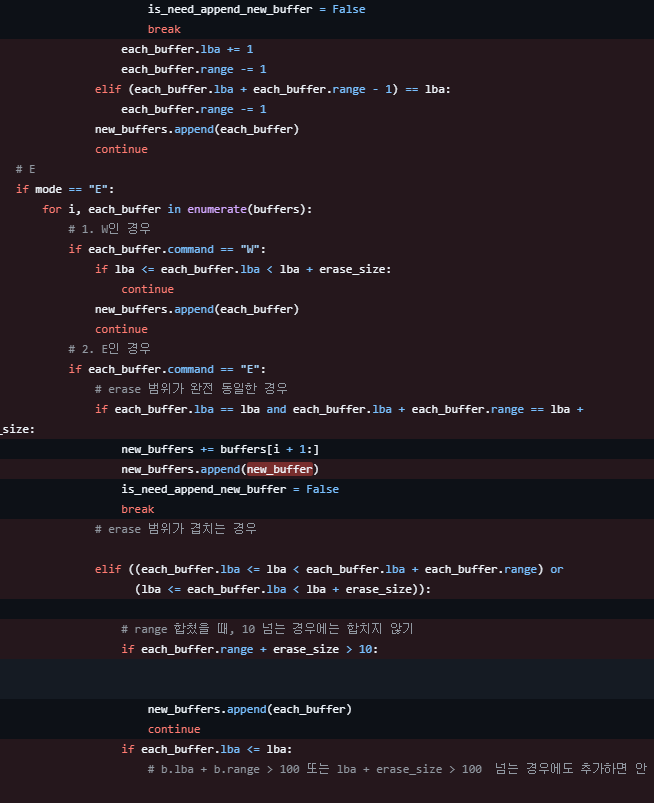 is_need_append_new_buffer = False
break
each_buffer.lba += 1
each_buffer.range -= 1
elif (each_buffer.lba + each_buffer.range - 1) == lba:
each_buffer.range -= 1
new_buffers.append(each_buffer)
continue
# E
if mode == "E":
for i, each_buffer in enumerate(buffers):
# 1. W인 경우
if each_buffer.command == "W":
if lba <= each_buffer.lba < lba + erase_size:
continue
new_buffers.append(each_buffer)
continue
# 2. E인 경우
if each_buffer.command == "E":
# erase 범위가 완전 동일한 경우
if each_buffer.lba == lba and each_buffer.lba + each_buffer.range == lba +
_size:
new_buffers += buffers[i + 1:]
new_buffers.append(new_buffer)
is_need_append_new_buffer = False
break
# erase 범위가 겹치는 경우
elif ((each_buffer.lba <= lba < each_buffer.lba + each_buffer.range) or
(lba <= each_buffer.lba < lba + erase_size)):
# range 합쳤을 때, 10 넘는 경우에는 합치지 않기
if each_buffer.range + erase_size > 10:
new_buffers.append(each_buffer)
continue
if each_buffer.lba <= lba:
# b.lba + b.range > 100 또는 lba + erase_size > 100 넘는 경우에도 추가하면 안